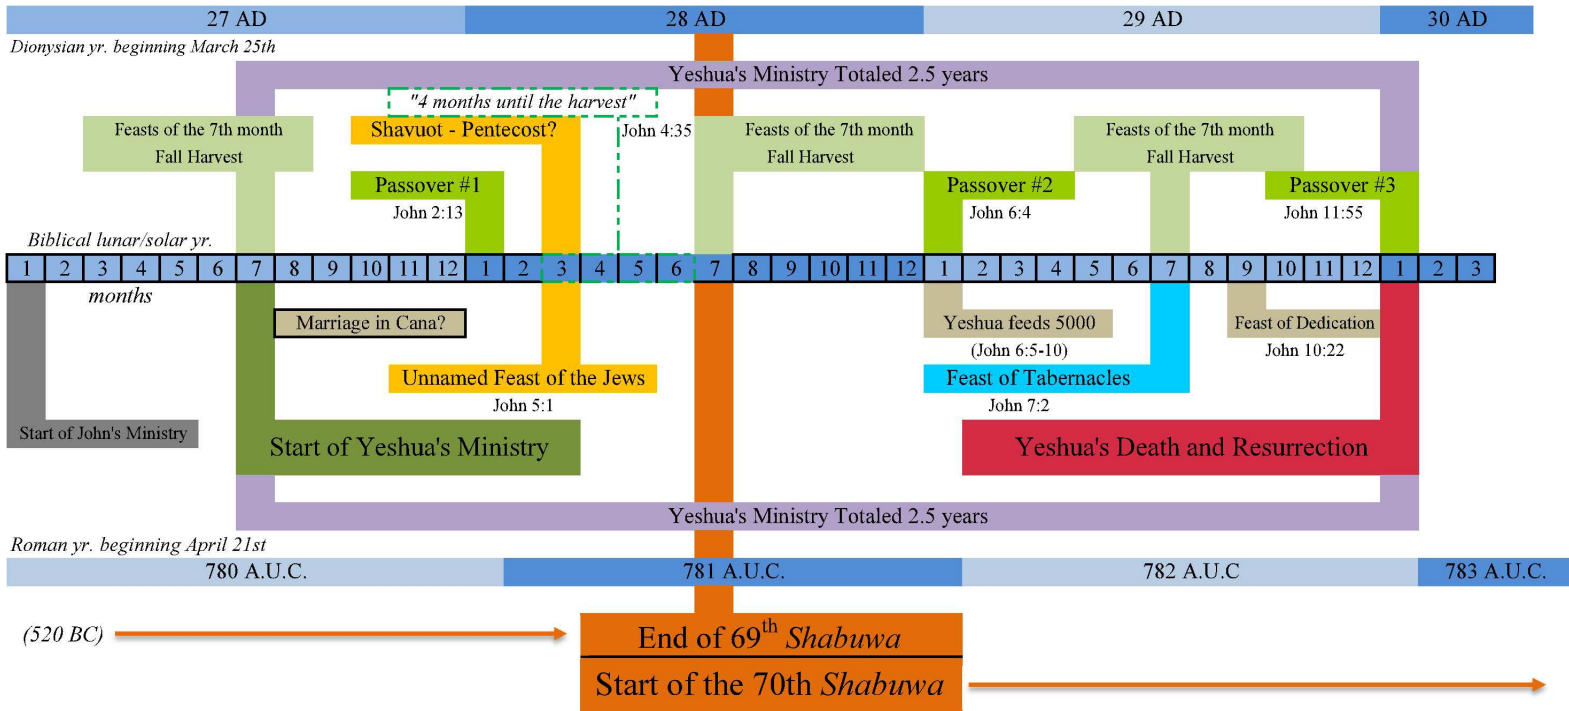 27 AD 28 AD 29 AD 30 AD
Dionysian yr. beginning March 25th
Yeshua's Ministry Totaled 2.5 years
"4 months until the harvest"
Feasts of the 7th month
Fall Harvest
Shavuot - Pentecost?
John 4:35
Feasts of the 7th month
Fall Harvest
Feasts of the 7th month
Fall Harvest
Passover #1
John 2:13
Passover #2
John 6:4
Passover #3
John 11:55
Biblical lunar/solar yr.
1 2 3 4 5 6 7 8 9 10 11 12 1 2 3 4 5 6 7 8 9 10 11 12 1 2 3 4 5 6 7 8 9 10 11 12 1 2 3
months
Marriage in Cana?
Yeshua feeds 5000
(John 6:5-10)
Feast of Dedication
John 10:22
Unnamed Feast of the Jews
John 5:1
Feast of Tabernacles
John 7:2
Start of John's Ministry
Start of Yeshua's Ministry
Yeshua's Death and Resurrection
Yeshua's Ministry Totaled 2.5 years
Roman yr. beginning April 21st
780 A.U.C. 781 A.U.C. 782 A.U.C 783 A.U.C.
(520 BC)
End of 69th Shabuwa
Start of the 70th Shabuwa